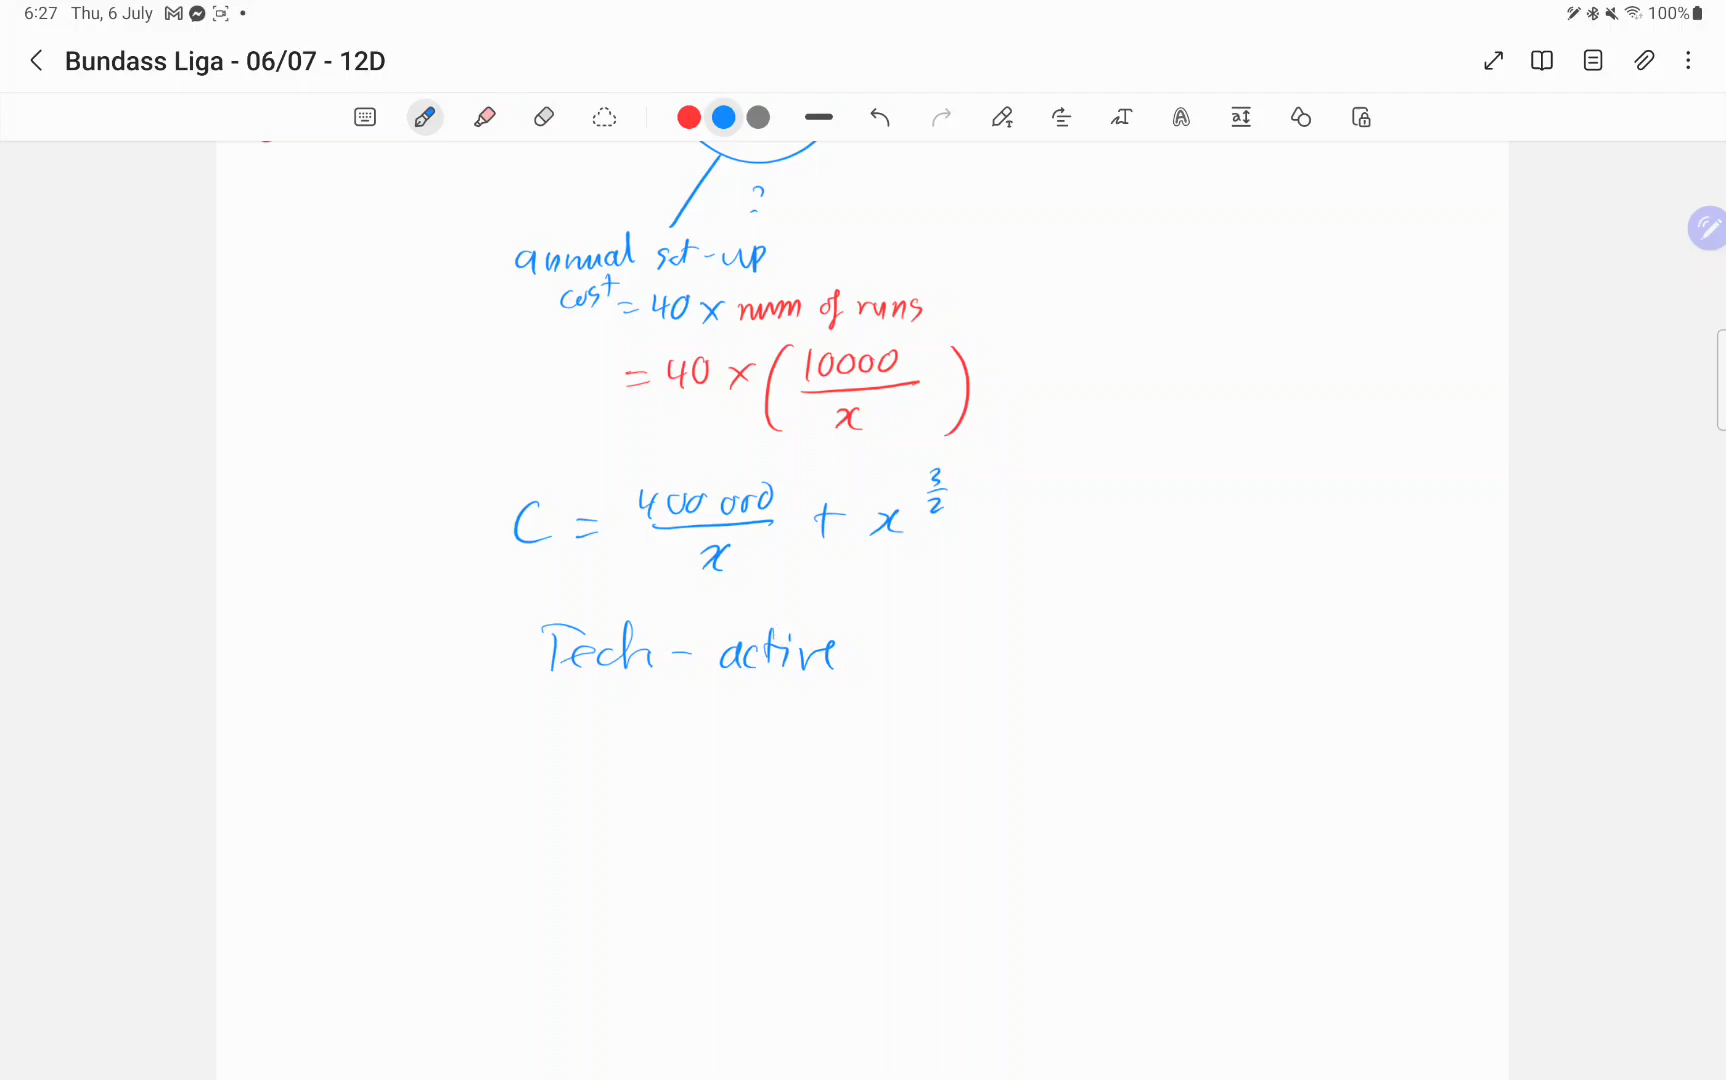 6:27 Thu, 6 July 100%
Bundass Liga - 06/07 - 12D
?
annual set-up
cost = 40 x num of runs
= 40 x ( 10000 / x )
C = 400 000 / x + x^3/2
Tech - active